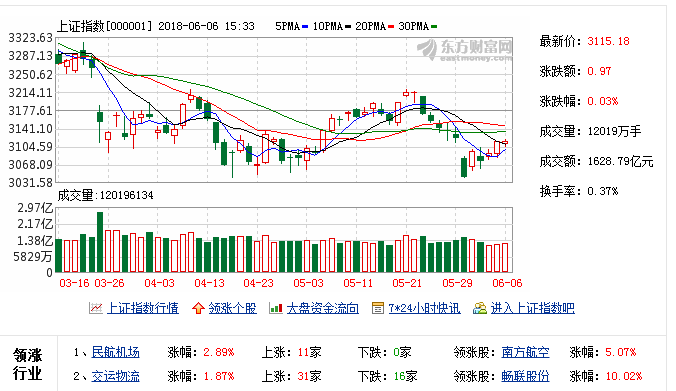 上证指数[000001] 2018-06-06 15:33 5PMA 10PMA 20PMA 30PMA
3323.63
3287.13
3250.62
3214.11
3177.61
3141.10
3104.59
3068.09
3031.58
东方财富网
eastmoney.com
最新价: 3115.18
涨跌额: 0.97
涨跌幅: 0.03%
成交量: 12019万手
成交额: 1628.79亿元
换手率: 0.37%
成交量:120196134
2.97亿
2.17亿
1.38亿
5829万
0
03-16 03-26 04-03 04-13 04-23 05-03 05-11 05-21 05-29 06-06
上证指数行情 领涨个股 大盘资金流向 7*24小时快讯 进入上证指数吧
领涨行业
1、民航机场 涨幅: 2.89% 上涨: 11家 下跌: 0家 领涨股: 南方航空 涨幅: 5.07%
2、交运物流 涨幅: 1.87% 上涨: 31家 下跌: 16家 领涨股: 畅联股份 涨幅: 10.02%